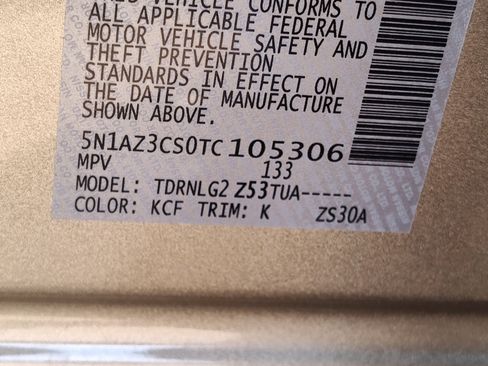 THIS VEHICLE CONFORMS TO
ALL APPLICABLE FEDERAL
MOTOR VEHICLE SAFETY AND
THEFT PREVENTION
STANDARDS IN EFFECT ON
THE DATE OF MANUFACTURE
SHOWN ABOVE.
5N1AZ3CS0TC105306
MPV 133
MODEL: TDRNLG2 Z53TUA-----
COLOR: KCF TRIM: K ZS30A